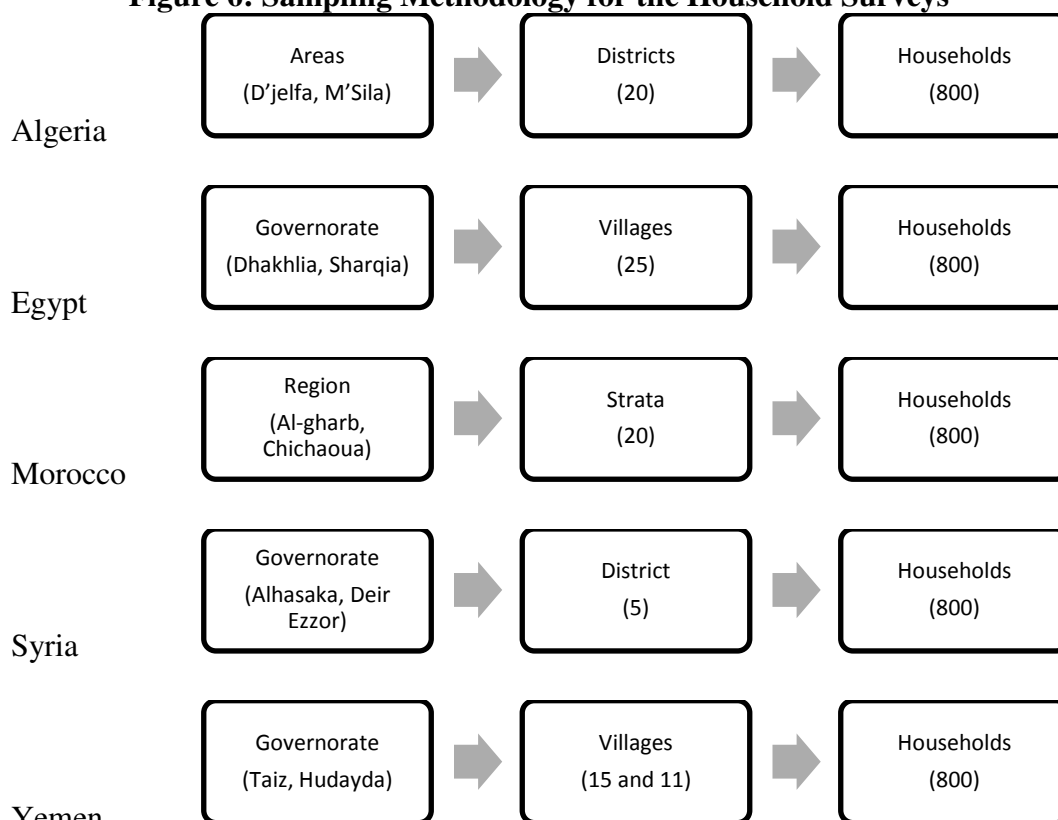 Figure 6: Sampling Methodology for the Household Surveys
Areas
(D'jelfa, M'Sila)
Districts
(20)
Households
(800)
Algeria
Governorate
(Dhakhlia, Sharqia)
Villages
(25)
Households
(800)
Egypt
Region
(Al-gharb,
Chichaoua)
Strata
(20)
Households
(800)
Morocco
Governorate
(Alhasaka, Deir
Ezzor)
District
(5)
Households
(800)
Syria
Governorate
(Taiz, Hudayda)
Villages
(15 and 11)
Households
(800)
Yemen